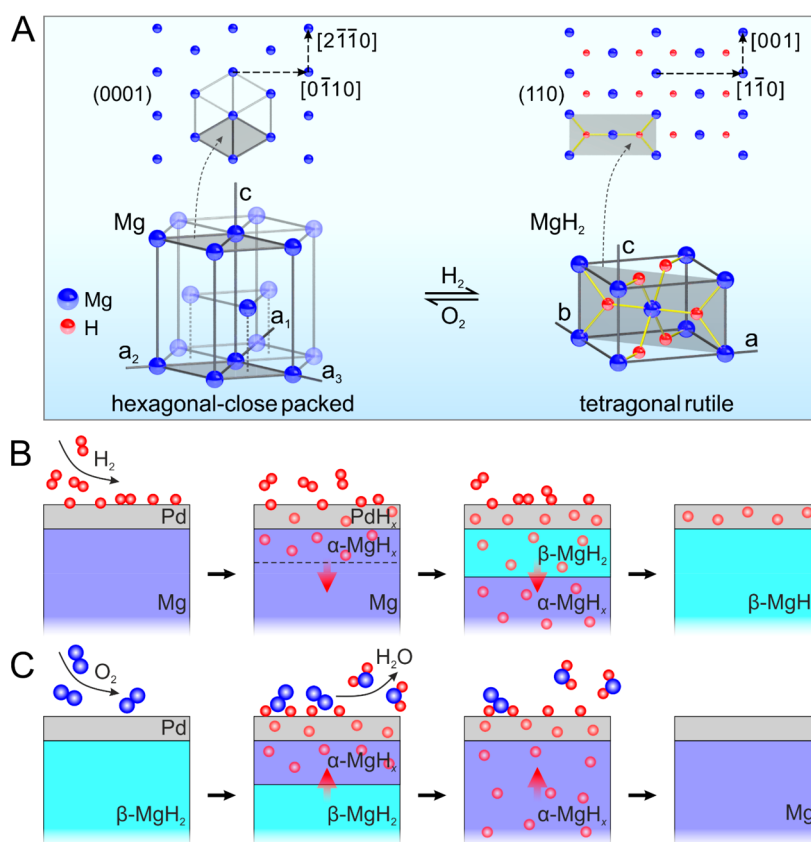 A
[2̄1̄1̄0]
[01̄10]
(0001)
[001]
[11̄0]
(110)
c
Mg
Mg
H
a₁
a₂
a₃
hexagonal-close packed
H₂
O₂
MgH₂
c
b
a
tetragonal rutile
B
H₂
Pd
Mg
PdHₓ
α-MgHₓ
Mg
β-MgH₂
α-MgHₓ
β-MgH
C
O₂
Pd
β-MgH₂
H₂O
α-MgHₓ
β-MgH₂
α-MgHₓ
Mg